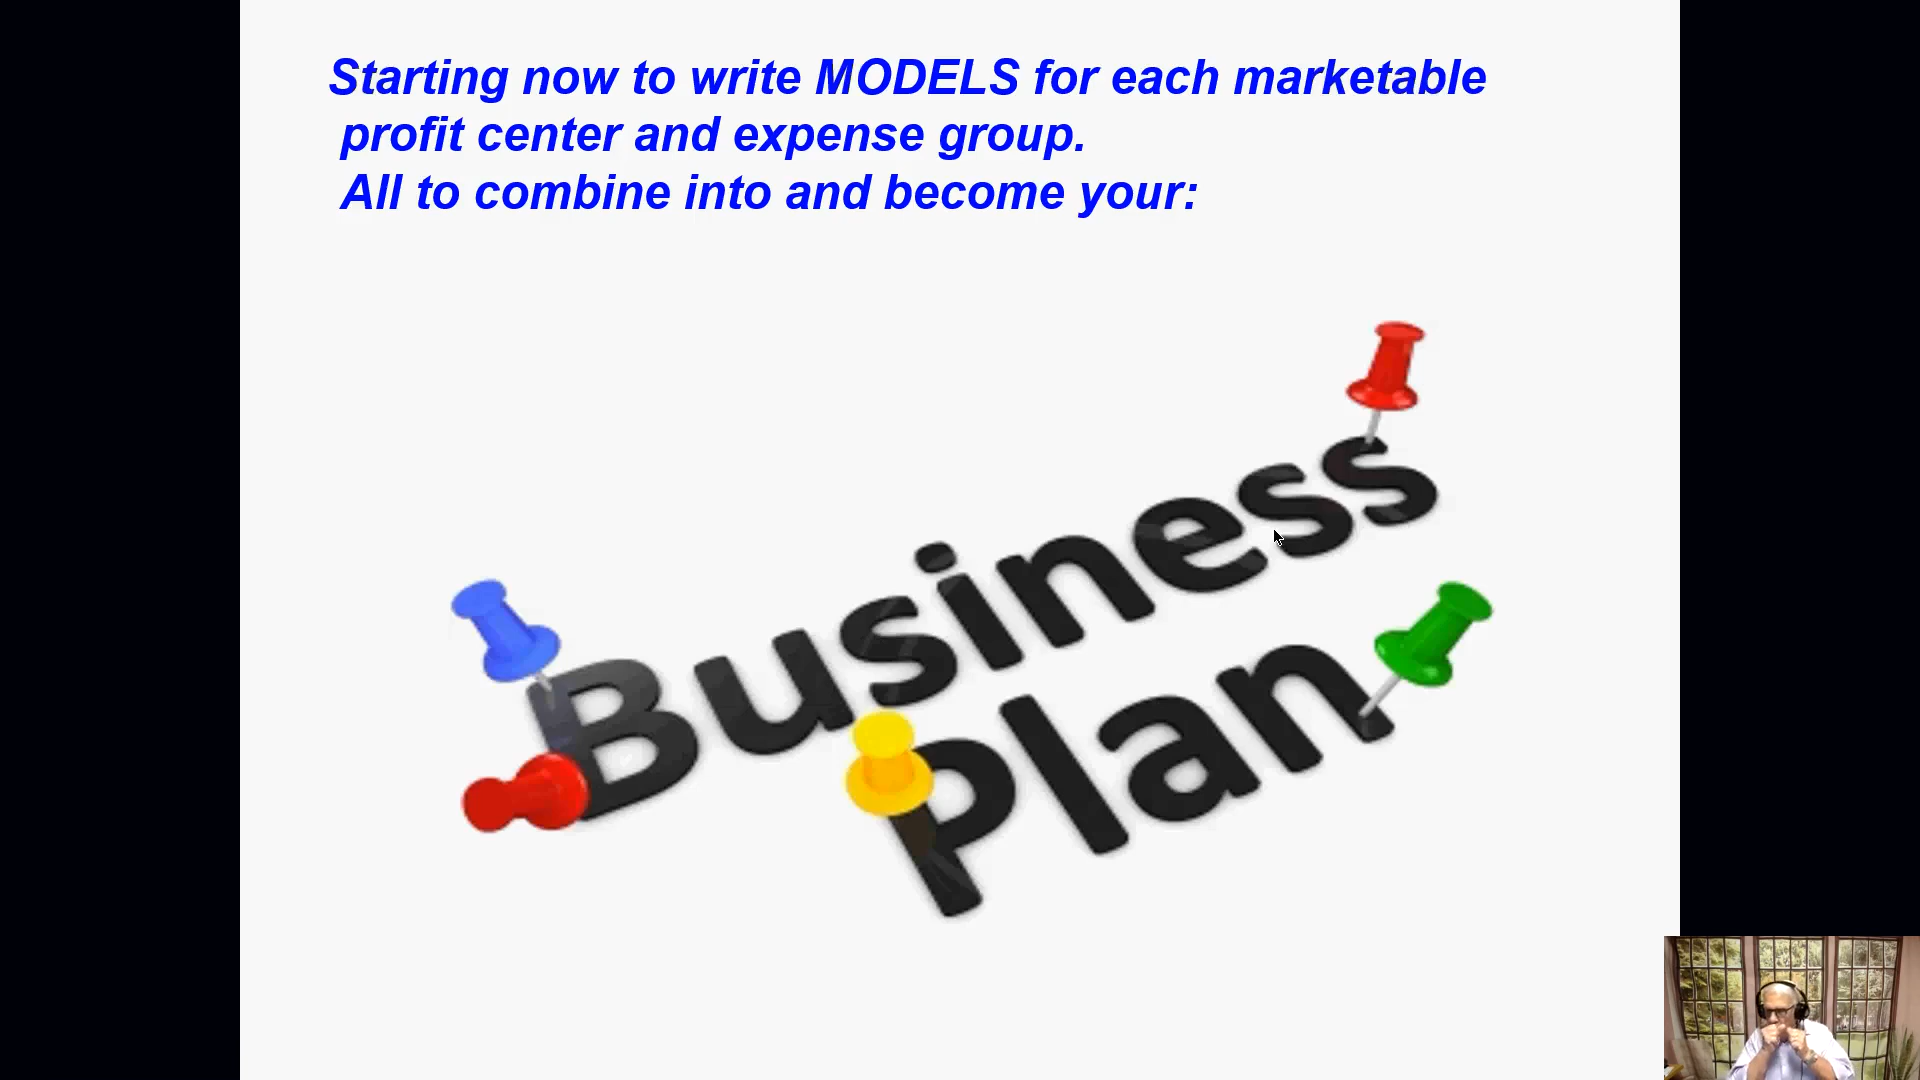 Starting now to write MODELS for each marketable
profit center and expense group.
All to combine into and become your:
Business
Plan